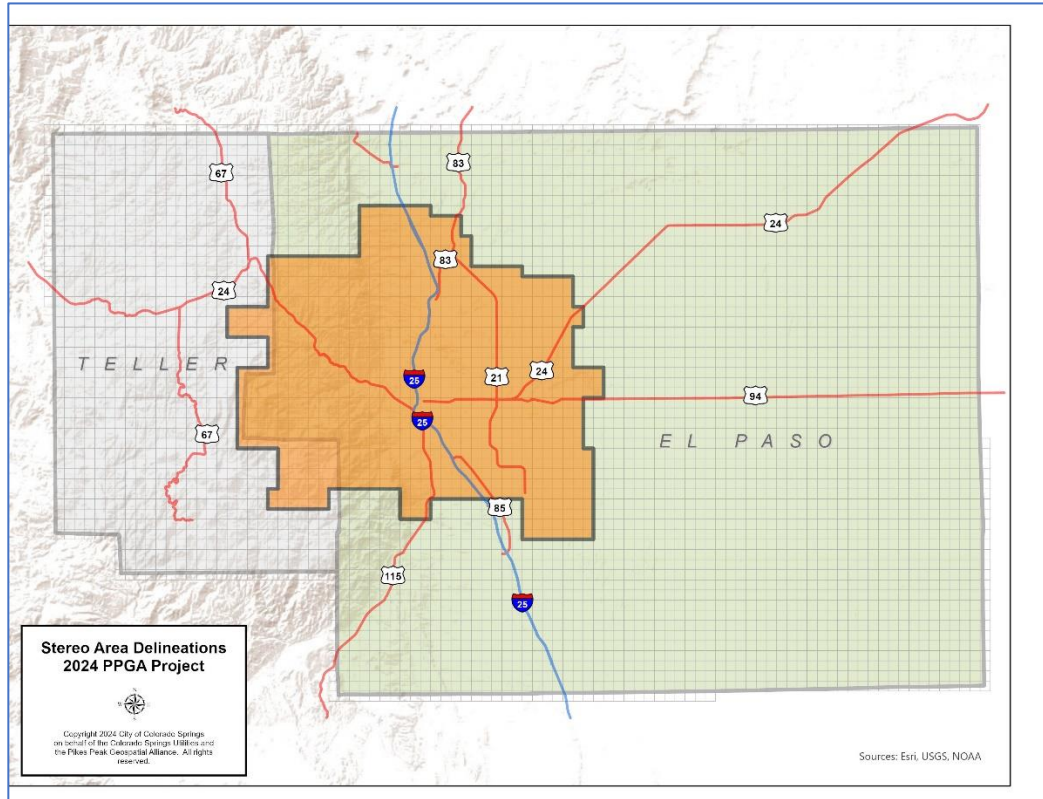 83
67
24
83
24
TELLER
25
21
24
94
25
67
EL PASO
85
115
25
Stereo Area Delineations
2024 PPGA Project
N
Copyright 2024 City of Colorado Springs
on behalf of the Colorado Springs Utilities and
the Pikes Peak Geospatial Alliance. All rights
reserved.
Sources: Esri, USGS, NOAA